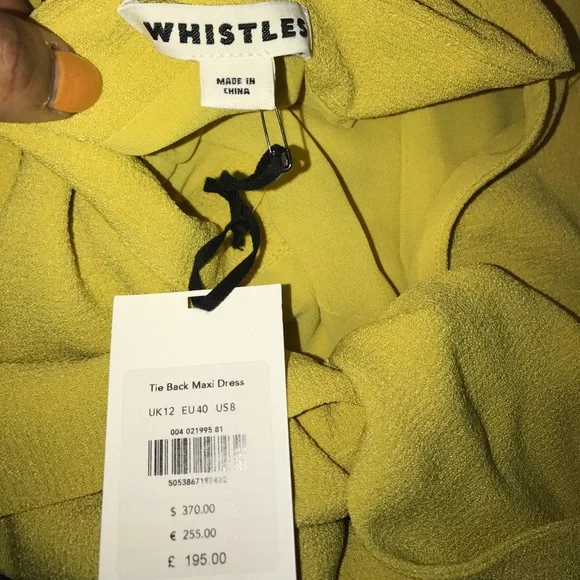 WHISTLES
MADE IN
CHINA
Tie Back Maxi Dress
UK12 EU40 US8
004 021995 81
$ 370.00
€ 255.00
£ 195.00